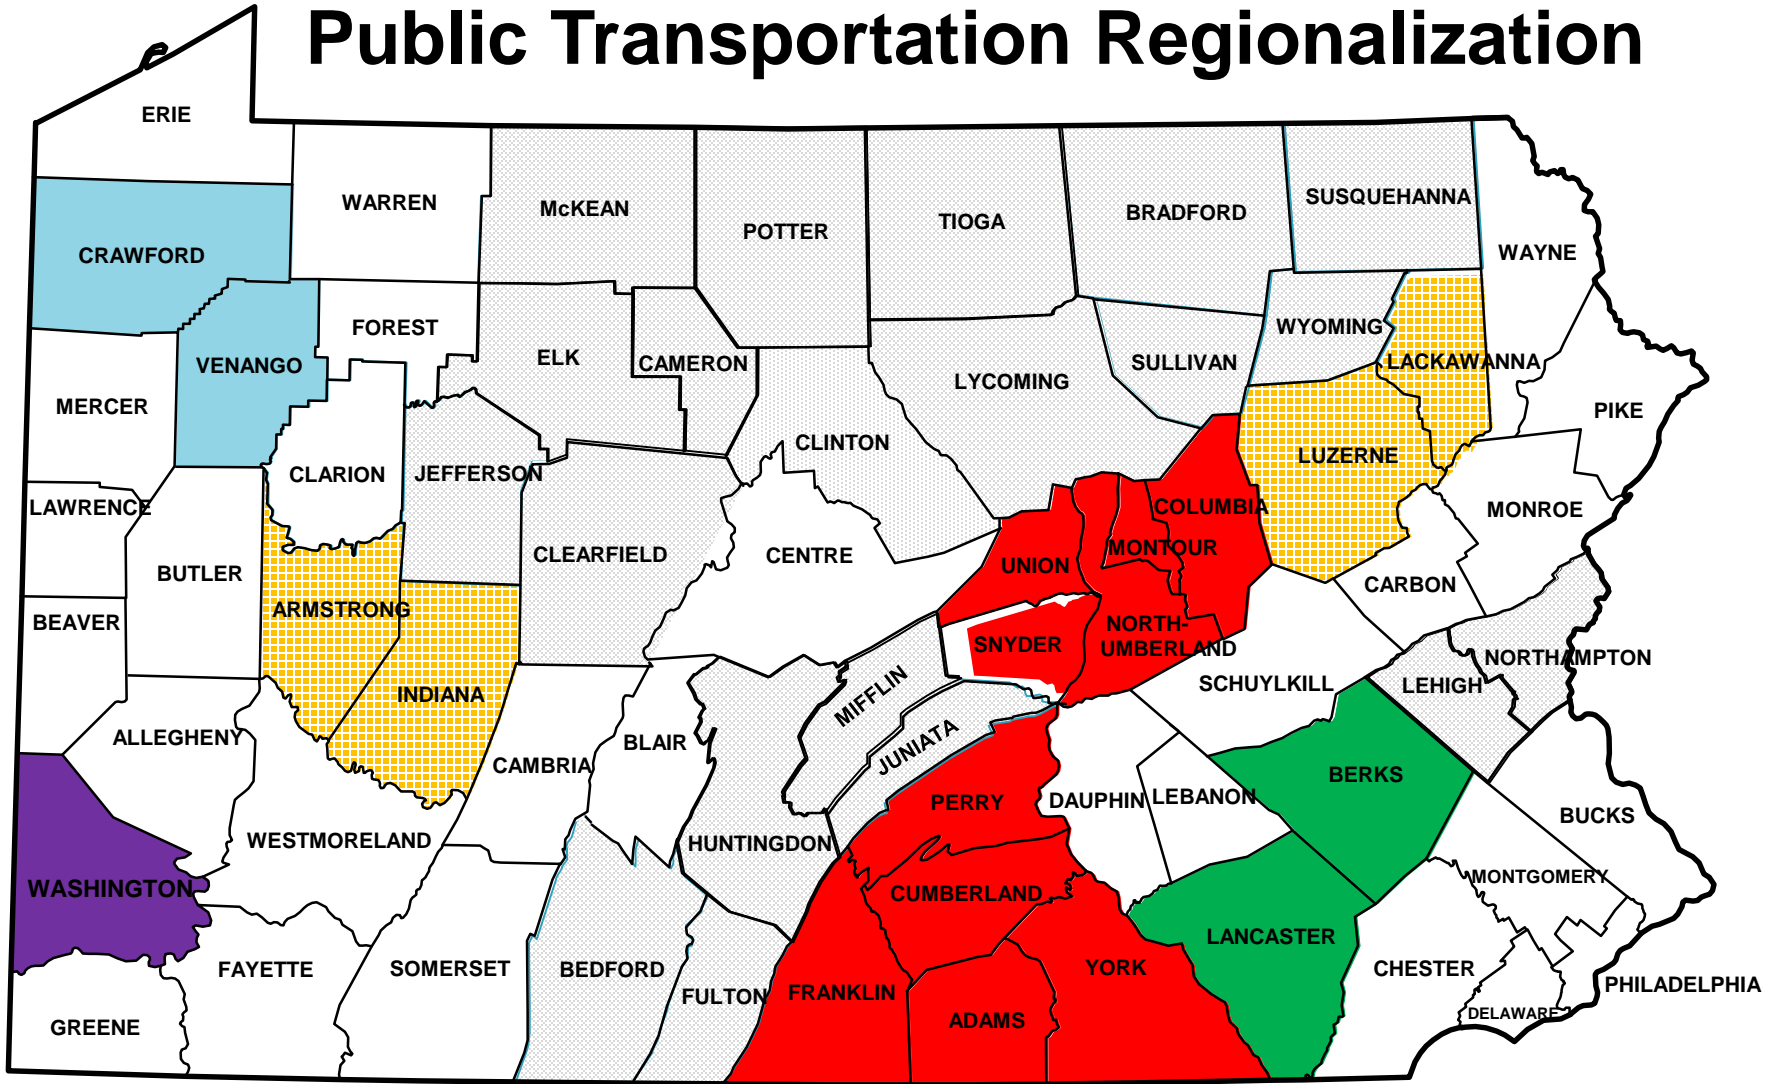 Public Transportation Regionalization
ERIE
WARREN
McKEAN
POTTER
TIOGA
BRADFORD
SUSQUEHANNA
WAYNE
CRAWFORD
FOREST
VENANGO
ELK
CAMERON
LYCOMING
SULLIVAN
WYOMING
LACKAWANNA
PIKE
MERCER
CLARION
JEFFERSON
CLINTON
COLUMBIA
LUZERNE
MONROE
LAWRENCE
BUTLER
CLEARFIELD
CENTRE
UNION
MONTOUR
CARBON
BEAVER
ARMSTRONG
SNYDER
NORTH-
UMBERLAND
NORTHAMPTON
INDIANA
MIFFLIN
SCHUYLKILL
LEHIGH
ALLEGHENY
CAMBRIA
BLAIR
JUNIATA
PERRY
DAUPHIN
LEBANON
BERKS
BUCKS
WESTMORELAND
HUNTINGDON
WASHINGTON
CUMBERLAND
MONTGOMERY
LANCASTER
FAYETTE
SOMERSET
BEDFORD
FULTON
FRANKLIN
YORK
CHESTER
PHILADELPHIA
GREENE
ADAMS
DELAWARE